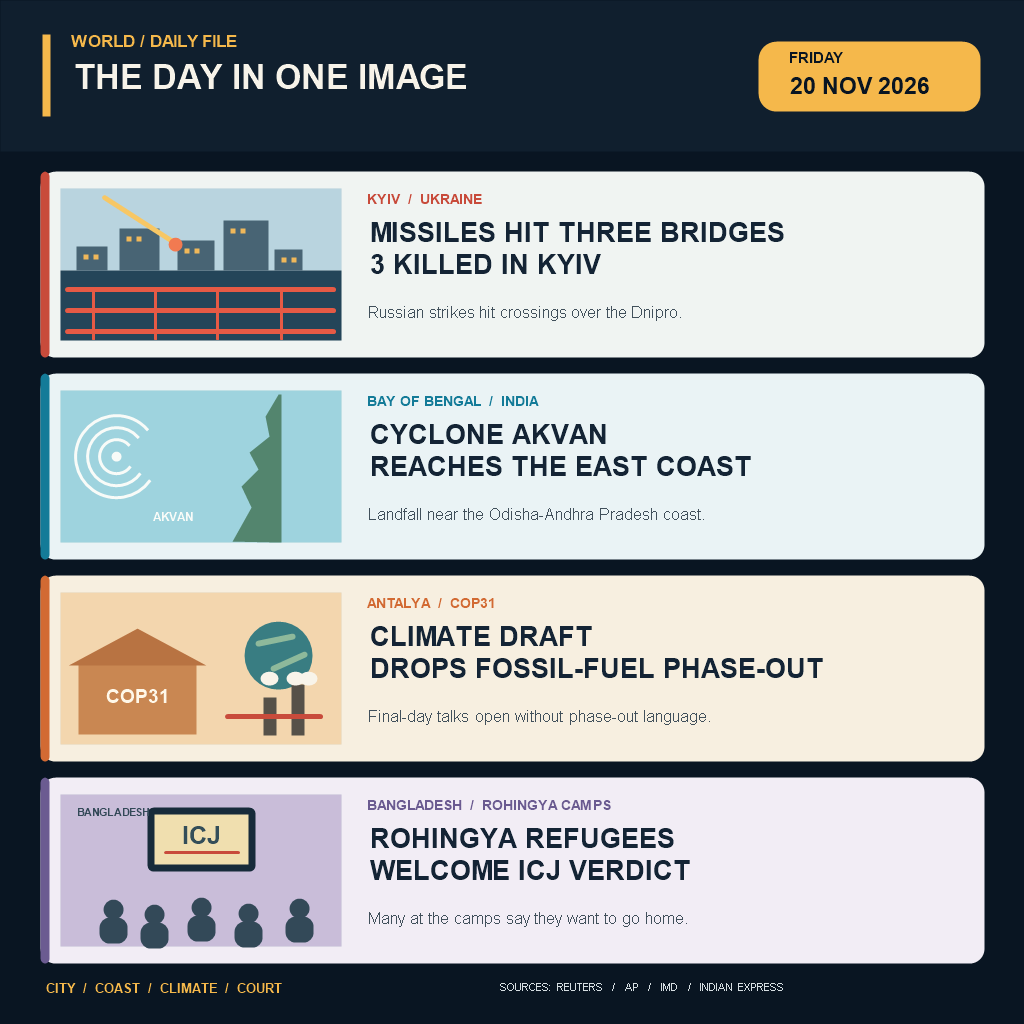 WORLD / DAILY FILE
THE DAY IN ONE IMAGE
FRIDAY
20 NOV 2026
KYIV / UKRAINE
MISSILES HIT THREE BRIDGES
3 KILLED IN KYIV
Russian strikes hit crossings over the Dnipro.
AKVAN
BAY OF BENGAL / INDIA
CYCLONE AKVAN
REACHES THE EAST COAST
Landfall near the Odisha-Andhra Pradesh coast.
COP31
ANTALYA / COP31
CLIMATE DRAFT
DROPS FOSSIL-FUEL PHASE-OUT
Final-day talks open without phase-out language.
BANGLADESH
ICJ
BANGLADESH / ROHINGYA CAMPS
ROHINGYA REFUGEES
WELCOME ICJ VERDICT
Many at the camps say they want to go home.
CITY / COAST / CLIMATE / COURT
SOURCES: REUTERS / AP / IMD / INDIAN EXPRESS